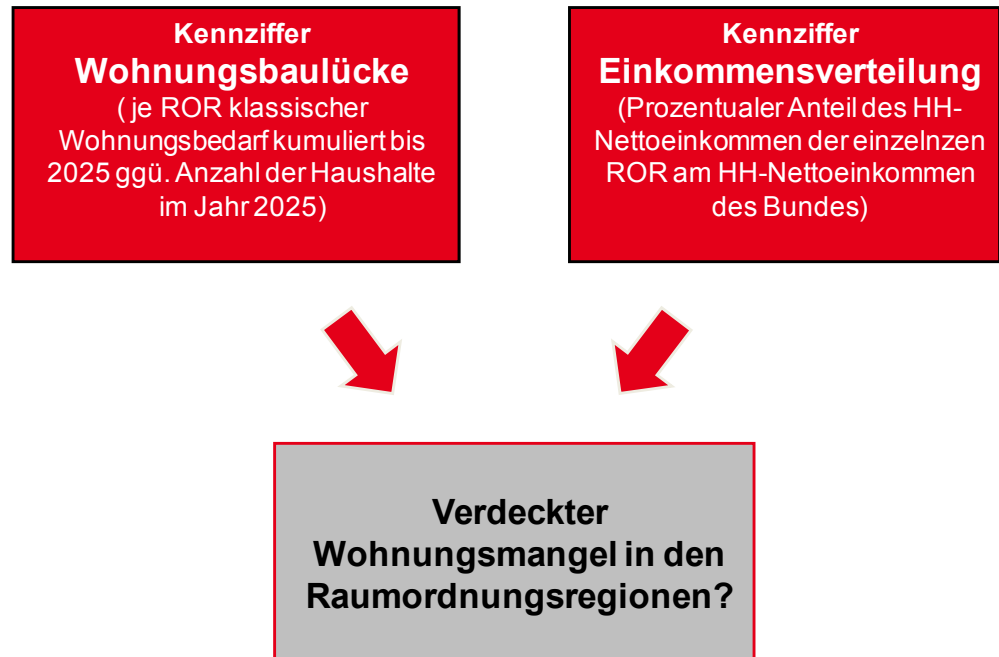 Kennziffer
Wohnungsbaulücke
( je ROR klassischer
Wohnungsbedarf kumuliert bis
2025 ggü. Anzahl der Haushalte
im Jahr 2025)
Kennziffer
Einkommensverteilung
(Prozentualer Anteil des HH-
Nettoeinkommen der einzelnzen
ROR am HH-Nettoeinkommen
des Bundes)
Verdeckter
Wohnungsmangel in den
Raumordnungsregionen?